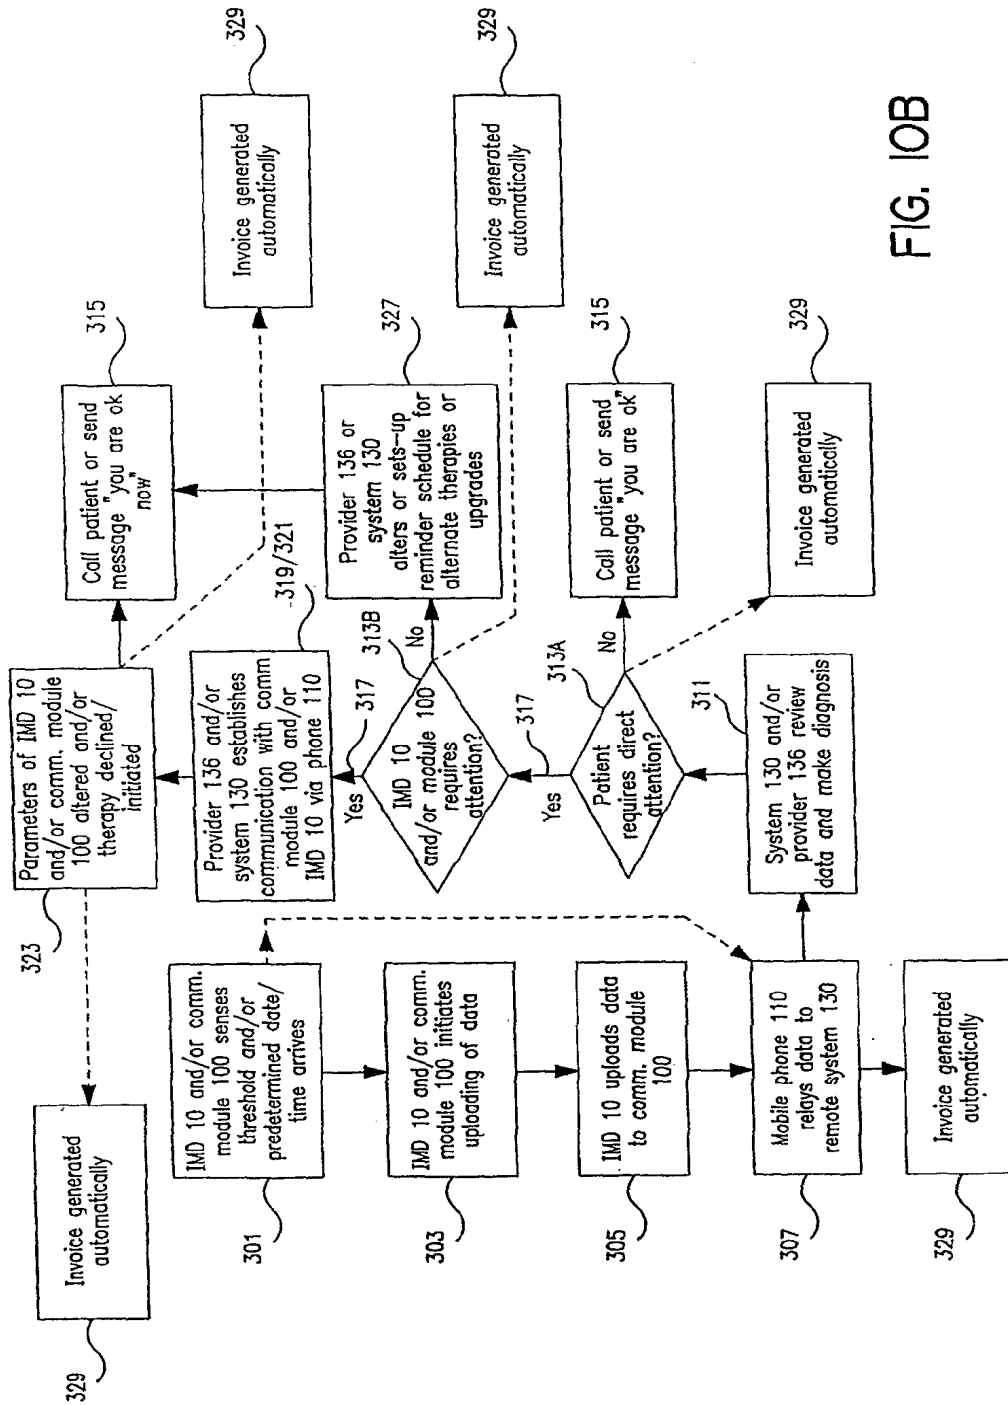 329
Invoice generated
automatically
323
Parameters of IMD 10
and/or comm. module
100 altered and/or
therapy declined/
initiated
Call patient or send
message "you are ok
now"
315
Invoice generated
automatically
329
301
IMD 10 and/or comm.
module 100 senses
threshold and/or
predetermined date/
time arrives
Provider 136 and/or
system 130 establishes
communication with comm
module 100 and/or
IMD 10 via phone 110
319/321
317
Yes
303
IMD 10 and/or comm.
module 100 initiates
uploading of data
IMD 10
and/or module 100
requires
attention?
313B
No
Provider 136 or
system 130
alters or sets-up
reminder schedule for
alternate therapies or
upgrades
327
Invoice generated
automatically
329
317
Yes
305
IMD 10 uploads data
to comm. module
100
Patient
requires direct
attention?
313A
No
Call patient or send
message "you are ok"
315
307
Mobile phone 110
relays data to
remote system 130
System 130 and/or
provider 136 review
data and make diagnosis
311
Invoice generated
automatically
329
329
Invoice generated
automatically
FIG. 10B